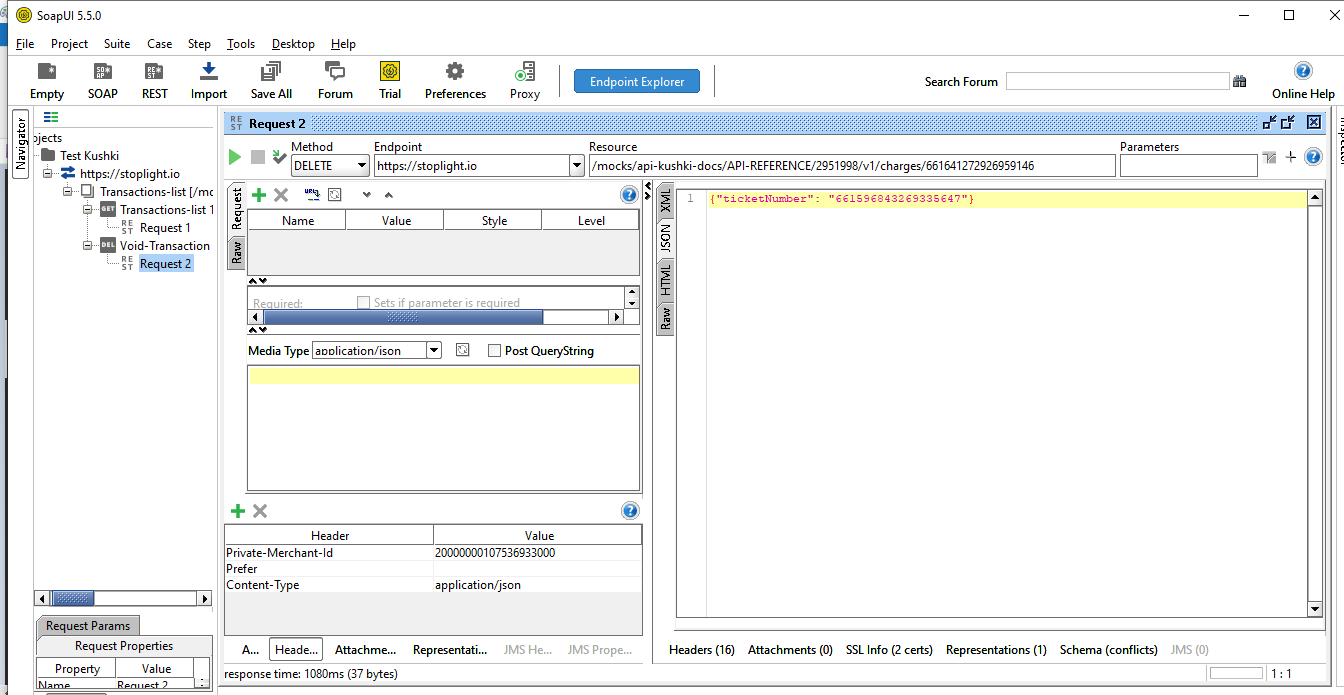 SoapUI 5.5.0
File Project Suite Case Step Tools Desktop Help
Empty SOAP REST Import Save All Forum Trial Preferences Proxy Endpoint Explorer Search Forum Online Help
Navigator
ojects
Test Kushki
https://stoplight.io
Transactions-list [/mo
GET Transactions-list 1
REST Request 1
DEL Void-Transaction
REST Request 2
Request Params
Request Properties
Property Value
Name Request 2
REST Request 2
Method Endpoint Resource Parameters
DELETE https://stoplight.io /mocks/api-kushki-docs/API-REFERENCE/2951998/v1/charges/661641272926959146
Request
Raw
Name Value Style Level
Required: Sets if parameter is required
Media Type application/json Post QueryString
Header Value
Private-Merchant-Id 20000000107536933000
Prefer
Content-Type application/json
A... Heade... Attachme... Representati... JMS He... JMS Prope...
response time: 1080ms (37 bytes)
XML
JSON
HTML
Raw
1 {"ticketNumber": "661596843269335647"}
Headers (16) Attachments (0) SSL Info (2 certs) Representations (1) Schema (conflicts) JMS (0)
1 : 1